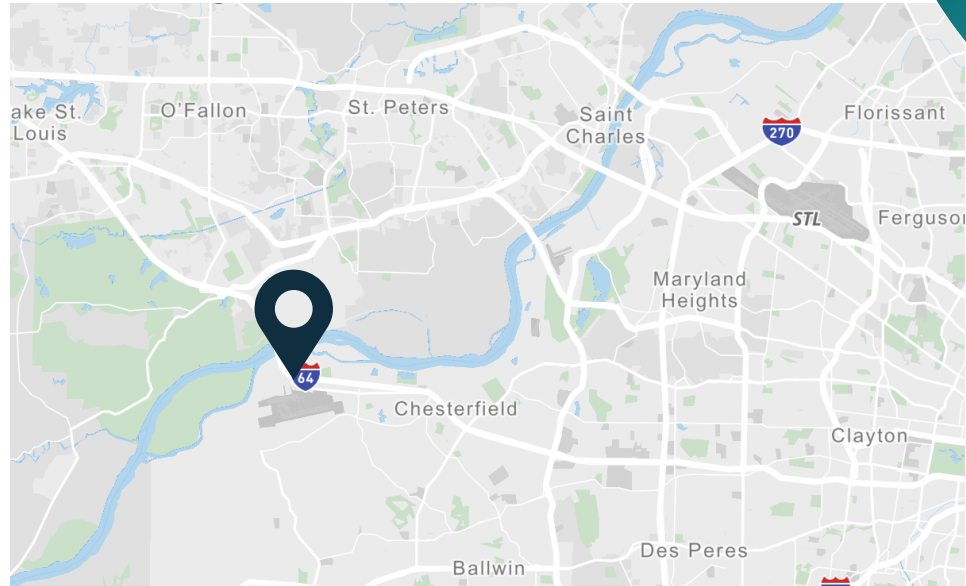 ake St.
Louis
O'Fallon
St. Peters
Saint
Charles
270
Florissant
STL
Ferguson
Maryland
Heights
64
Chesterfield
Clayton
Des Peres
Ballwin